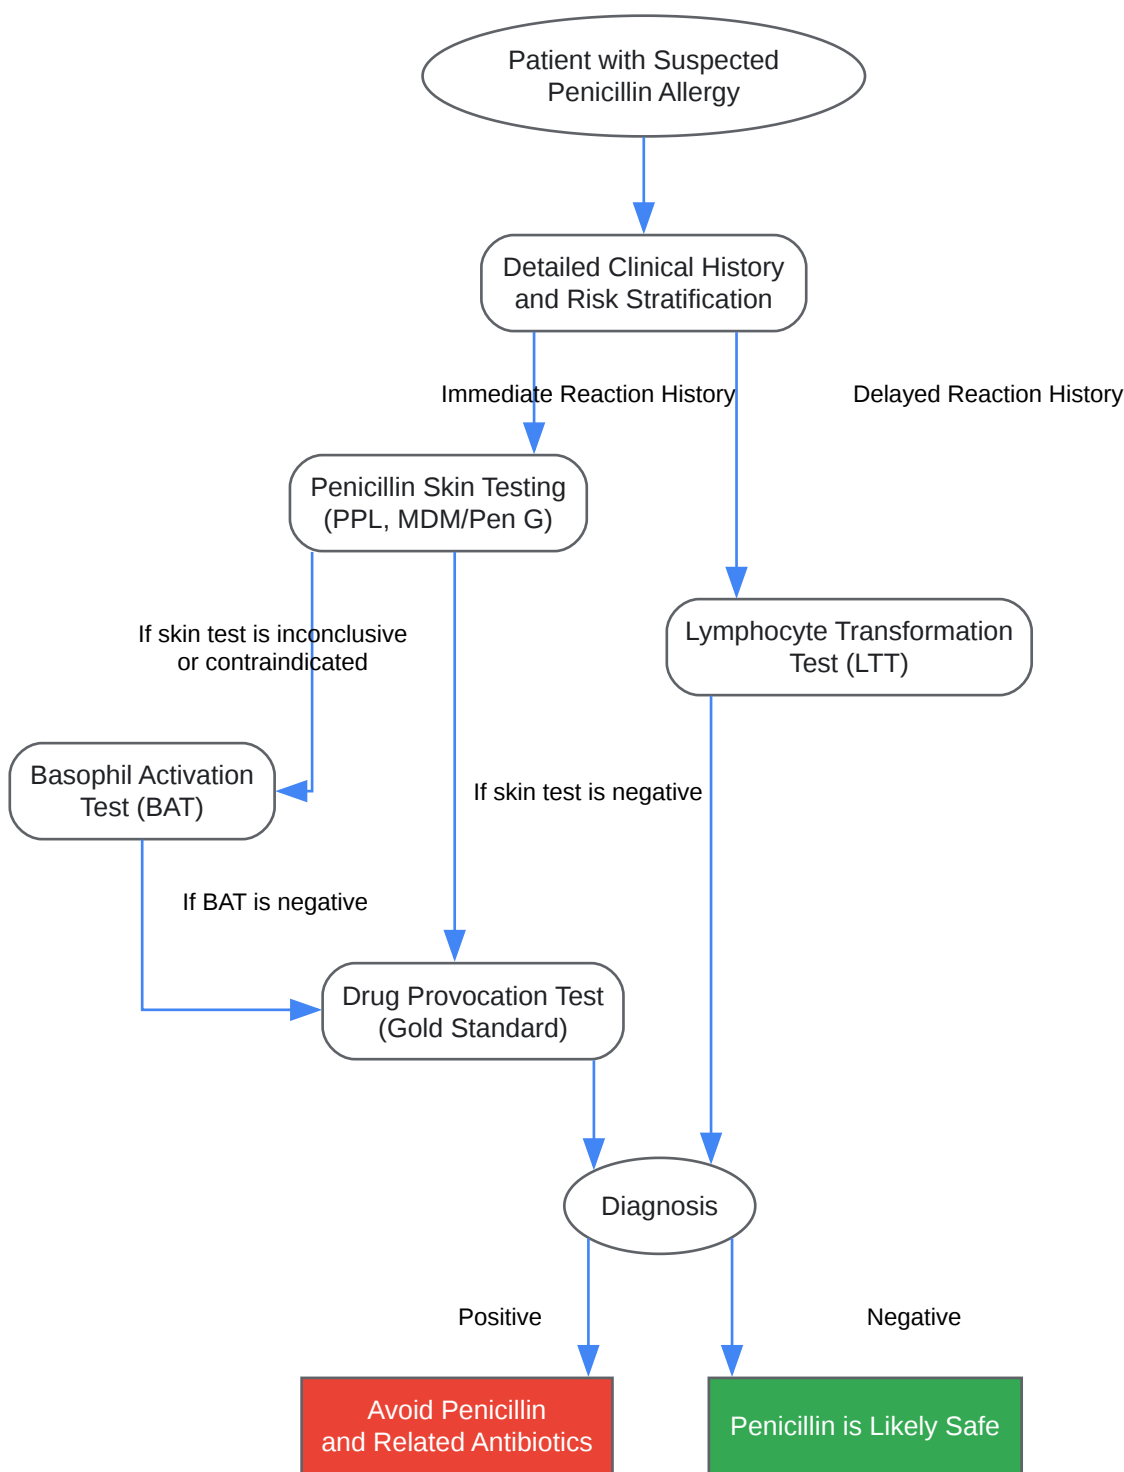 Patient with Suspected
Penicillin Allergy
Detailed Clinical History
and Risk Stratification
Immediate Reaction History
Delayed Reaction History
Penicillin Skin Testing
(PPL, MDM/Pen G)
If skin test is inconclusive
or contraindicated
Lymphocyte Transformation
Test (LTT)
Basophil Activation
Test (BAT)
If skin test is negative
If BAT is negative
Drug Provocation Test
(Gold Standard)
Diagnosis
Positive
Negative
Avoid Penicillin
and Related Antibiotics
Penicillin is Likely Safe